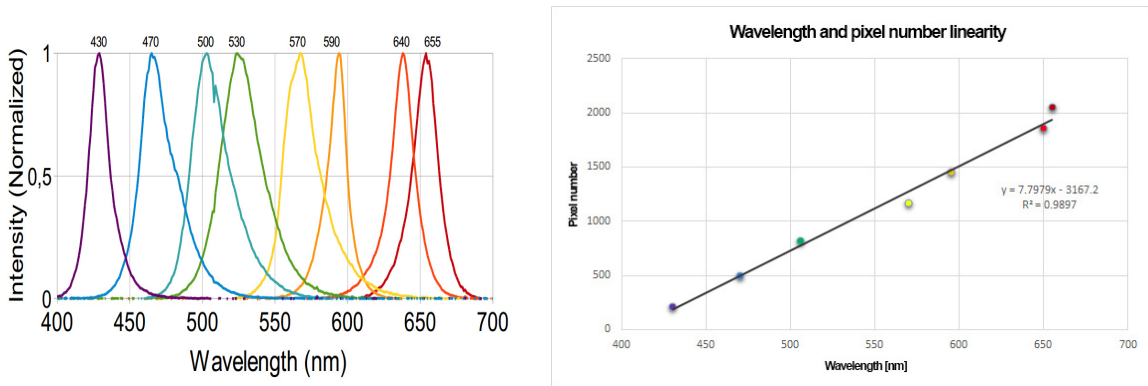 430 470 500 530 570 590 640 655
1
0,5
0
Intensity (Normalized)
400 450 500 550 600 650 700
Wavelength (nm)
Wavelength and pixel number linearity
2500
2000
1500
1000
500
0
Pixel number
y = 7.7979x - 3167.2
R² = 0.9897
400 450 500 550 600 650 700
Wavelength [nm]